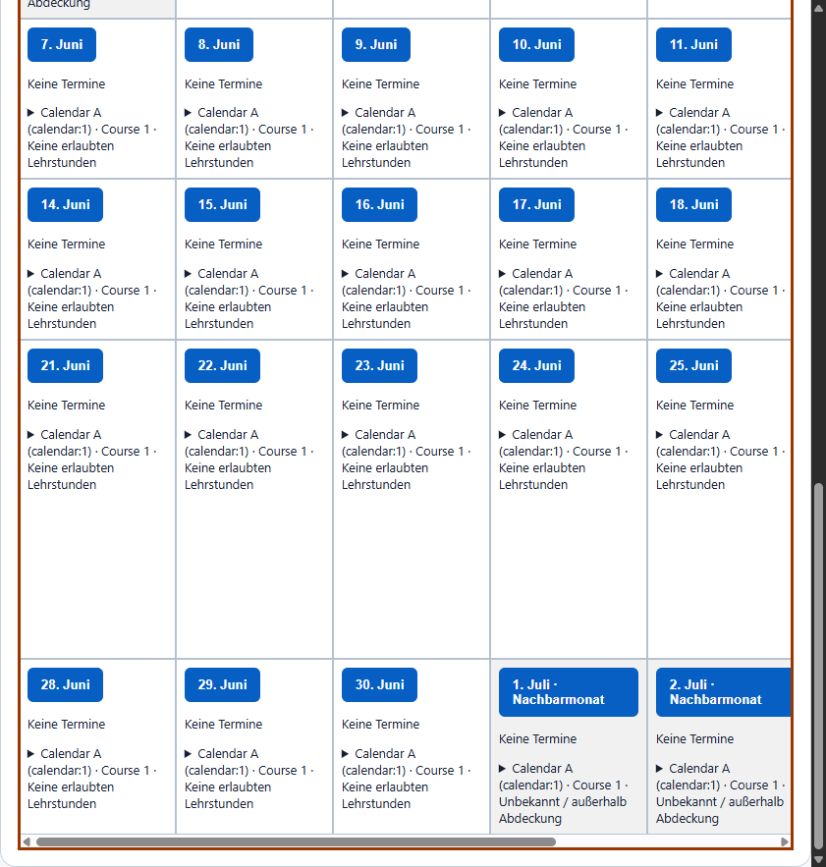 Abdeckung
7. Juni
8. Juni
9. Juni
10. Juni
11. Juni
Keine Termine
Keine Termine
Keine Termine
Keine Termine
Keine Termine
▶ Calendar A
(calendar:1) · Course 1 ·
Keine erlaubten
Lehrstunden
▶ Calendar A
(calendar:1) · Course 1 ·
Keine erlaubten
Lehrstunden
▶ Calendar A
(calendar:1) · Course 1 ·
Keine erlaubten
Lehrstunden
▶ Calendar A
(calendar:1) · Course 1 ·
Keine erlaubten
Lehrstunden
▶ Calendar A
(calendar:1) · Course 1 ·
Keine erlaubten
Lehrstunden
14. Juni
15. Juni
16. Juni
17. Juni
18. Juni
Keine Termine
Keine Termine
Keine Termine
Keine Termine
Keine Termine
▶ Calendar A
(calendar:1) · Course 1 ·
Keine erlaubten
Lehrstunden
▶ Calendar A
(calendar:1) · Course 1 ·
Keine erlaubten
Lehrstunden
▶ Calendar A
(calendar:1) · Course 1 ·
Keine erlaubten
Lehrstunden
▶ Calendar A
(calendar:1) · Course 1 ·
Keine erlaubten
Lehrstunden
▶ Calendar A
(calendar:1) · Course 1 ·
Keine erlaubten
Lehrstunden
21. Juni
22. Juni
23. Juni
24. Juni
25. Juni
Keine Termine
Keine Termine
Keine Termine
Keine Termine
Keine Termine
▶ Calendar A
(calendar:1) · Course 1 ·
Keine erlaubten
Lehrstunden
▶ Calendar A
(calendar:1) · Course 1 ·
Keine erlaubten
Lehrstunden
▶ Calendar A
(calendar:1) · Course 1 ·
Keine erlaubten
Lehrstunden
▶ Calendar A
(calendar:1) · Course 1 ·
Keine erlaubten
Lehrstunden
▶ Calendar A
(calendar:1) · Course 1 ·
Keine erlaubten
Lehrstunden
28. Juni
29. Juni
30. Juni
1. Juli ·
Nachbarmonat
2. Juli ·
Nachbarmonat
Keine Termine
Keine Termine
Keine Termine
Keine Termine
Keine Termine
▶ Calendar A
(calendar:1) · Course 1 ·
Keine erlaubten
Lehrstunden
▶ Calendar A
(calendar:1) · Course 1 ·
Keine erlaubten
Lehrstunden
▶ Calendar A
(calendar:1) · Course 1 ·
Keine erlaubten
Lehrstunden
▶ Calendar A
(calendar:1) · Course 1 ·
Unbekannt / außerhalb
Abdeckung
▶ Calendar A
(calendar:1) · Course 1 ·
Unbekannt / außerhalb
Abdeckung